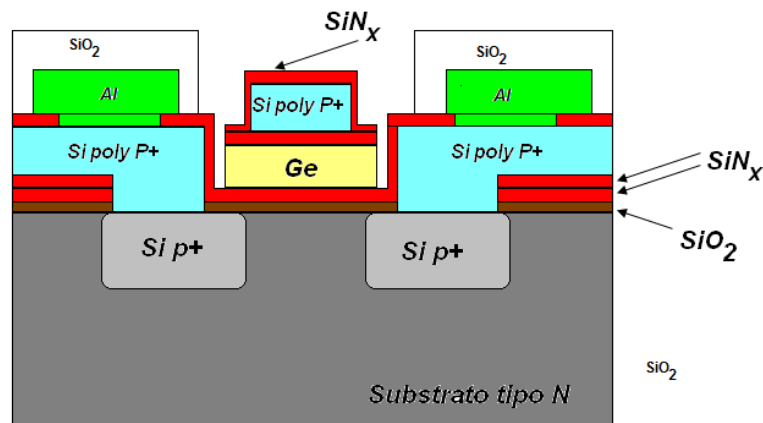 SiNx
SiO2
SiO2
Al
Al
Si poly P+
Si poly P+
Si poly P+
Ge
SiNx
SiO2
Si p+
Si p+
SiO2
Substrato tipo N